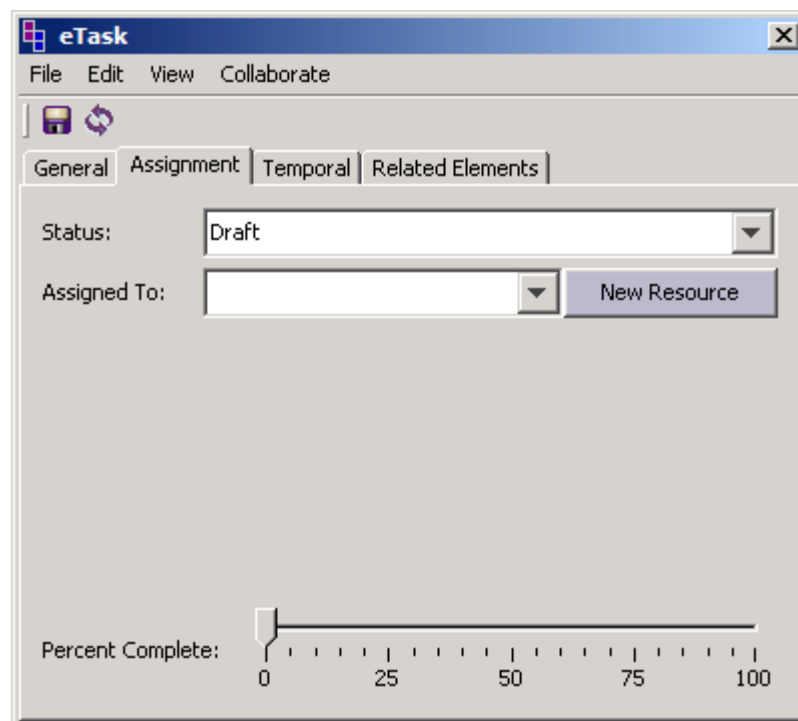 eTask
File Edit View Collaborate
General Assignment Temporal Related Elements
Status: Draft
Assigned To: New Resource
Percent Complete:
0 25 50 75 100